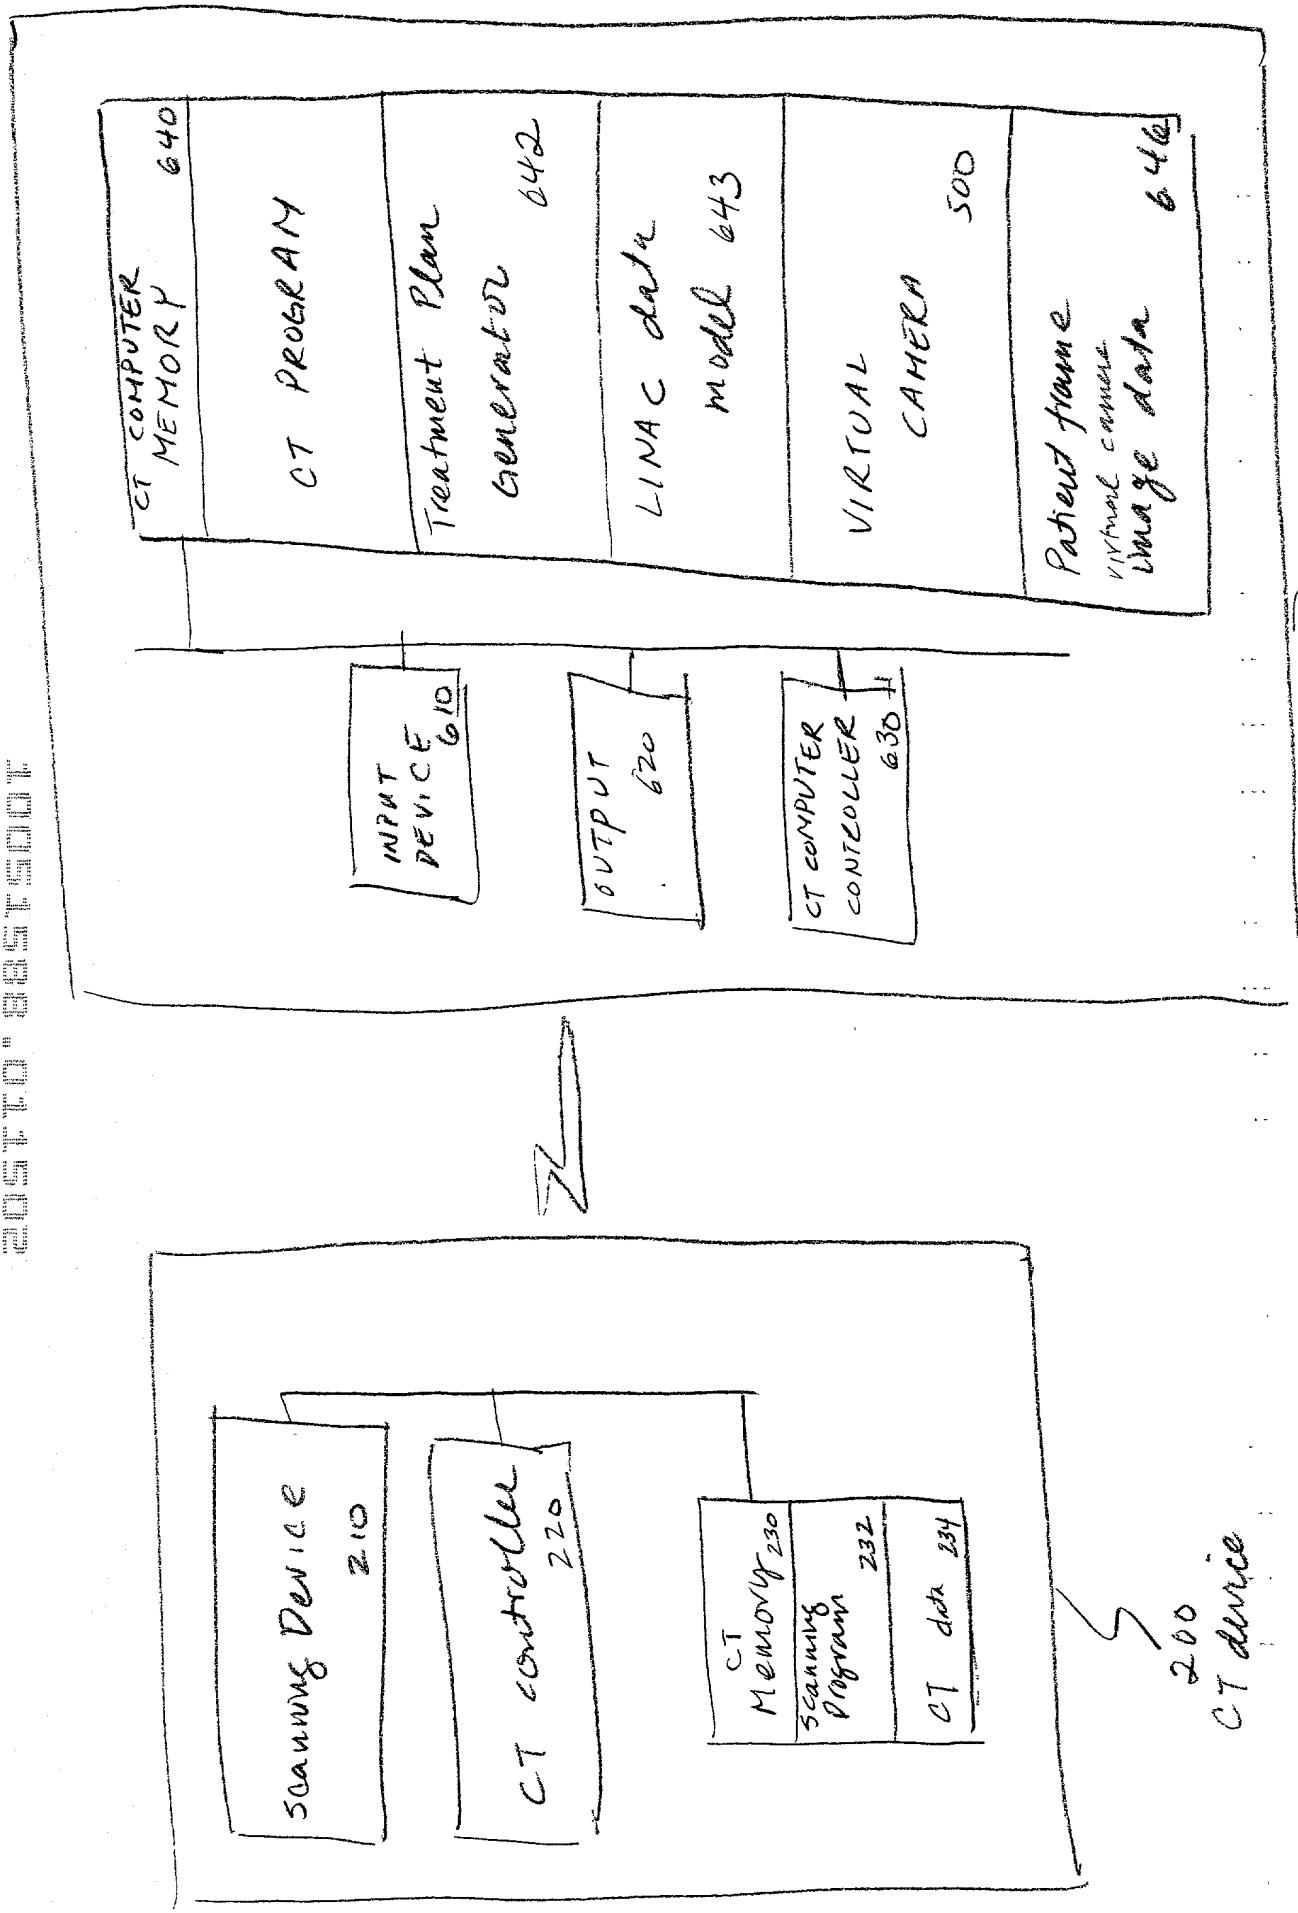 Scanning Device
210
CT controller
220
CT
Memory 230
Scanning
Program
232
CT data 234
200
CT device
INPUT
DEVICE
610
OUTPUT
620
CT COMPUTER
CONTROLLER
630
CT COMPUTER
MEMORY 640
CT PROGRAM
Treatment Plan
Generator 642
LINAC data
model 643
VIRTUAL
CAMERA 500
Patient frame
virtual camera
image data 646